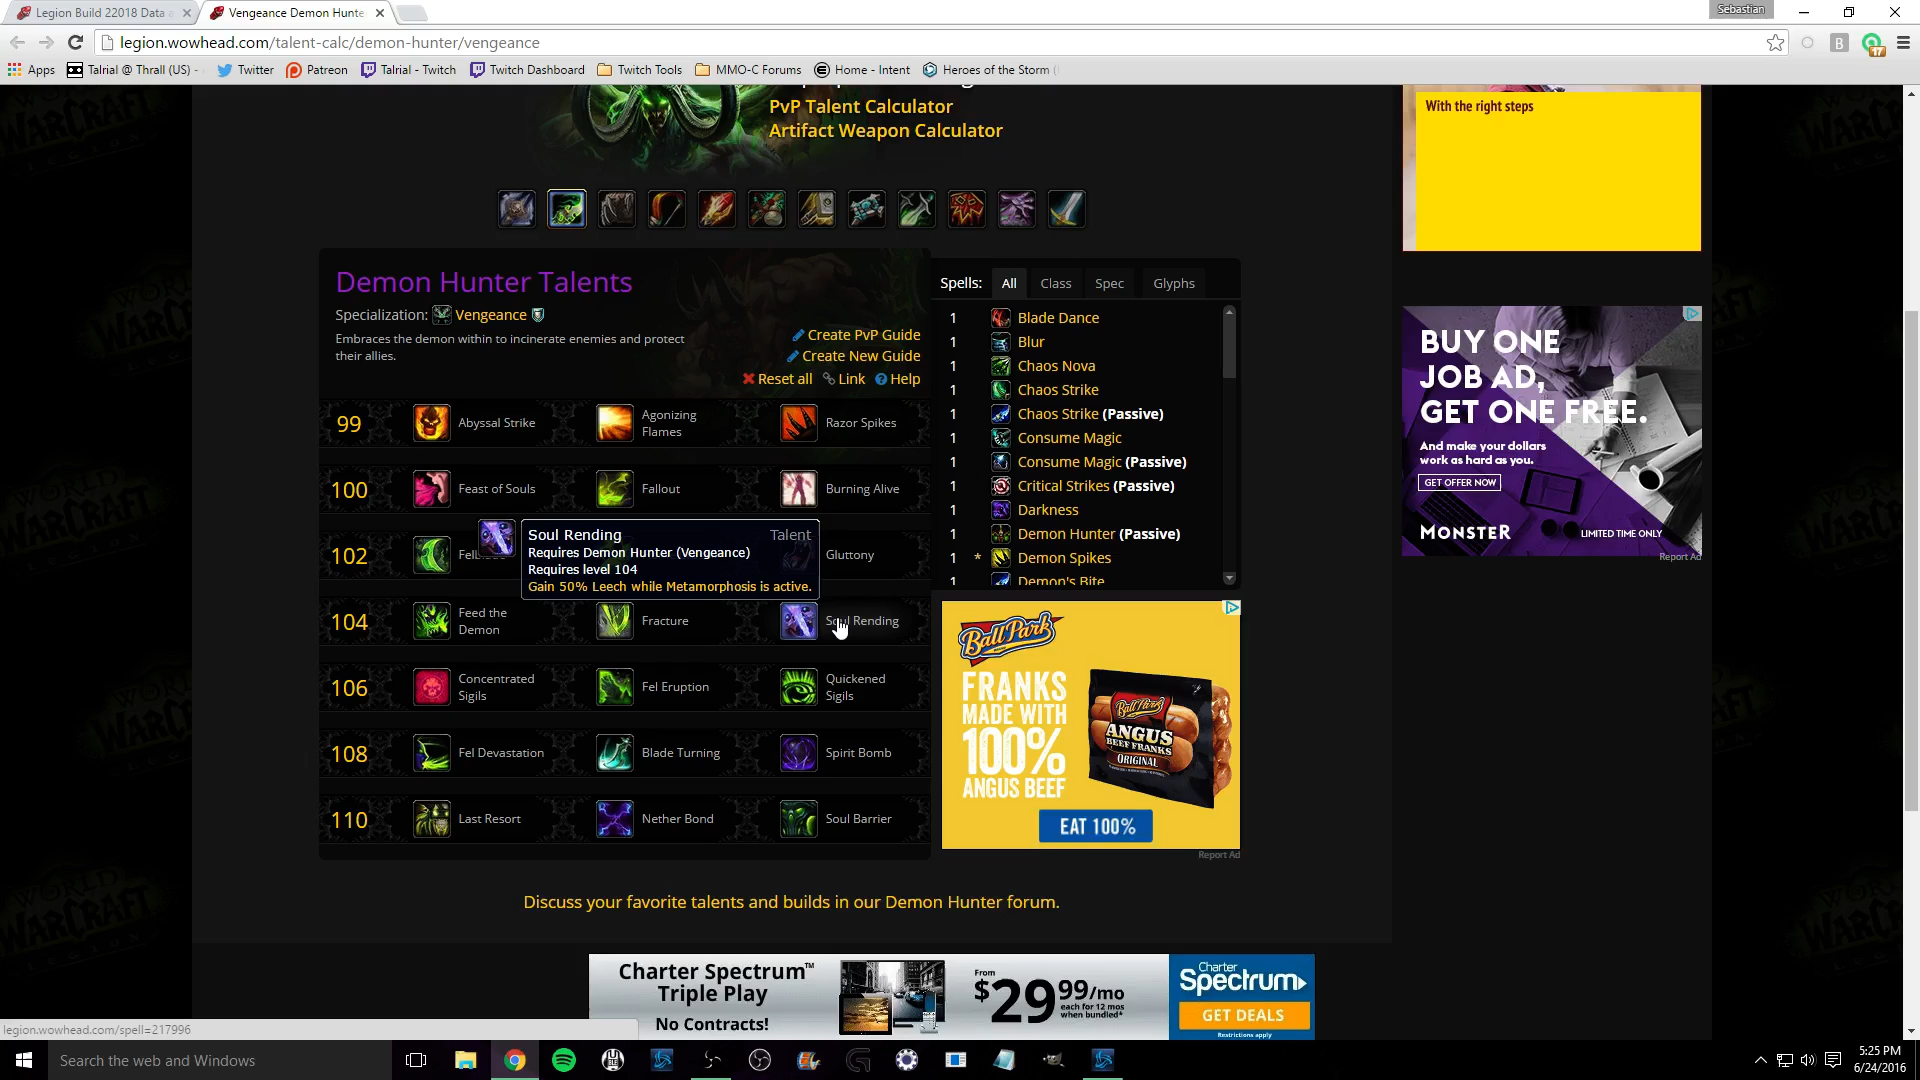 Legion Build 22018 Data
Vengeance Demon Hunte
Sebastian
legion.wowhead.com/talent-calc/demon-hunter/vengeance
B
17
Apps
Talrial @ Thrall (US) -
Twitter
Patreon
Talrial - Twitch
Twitch Dashboard
Twitch Tools
MMO-C Forums
Home - Intent
Heroes of the Storm (
PvP Talent Calculator
Artifact Weapon Calculator
With the right steps
Demon Hunter Talents
Specialization: Vengeance
Embraces the demon within to incinerate enemies and protect
their allies.
Create PvP Guide
Create New Guide
Reset all Link Help
99 Abyssal Strike Agonizing Flames Razor Spikes
100 Feast of Souls Fallout Burning Alive
102 Gluttony
Soul Rending Talent
Requires Demon Hunter (Vengeance)
Requires level 104
Gain 50% Leech while Metamorphosis is active.
104 Feed the Demon Fracture Soul Rending
106 Concentrated Sigils Fel Eruption Quickened Sigils
108 Fel Devastation Blade Turning Spirit Bomb
110 Last Resort Nether Bond Soul Barrier
Spells: All Class Spec Glyphs
1 Blade Dance
1 Blur
1 Chaos Nova
1 Chaos Strike
1 Chaos Strike (Passive)
1 Consume Magic
1 Consume Magic (Passive)
1 Critical Strikes (Passive)
1 Darkness
1 Demon Hunter (Passive)
1 * Demon Spikes
1 Demon's Bite
BUY ONE
JOB AD,
GET ONE FREE.
And make your dollars
work as hard as you.
GET OFFER NOW
MONSTER
LIMITED TIME ONLY
Report Ad
Ball Park
FRANKS
MADE WITH
100%
ANGUS BEEF
Ball Park
ANGUS
BEEF FRANKS
ORIGINAL
EAT 100%
Report Ad
Discuss your favorite talents and builds in our Demon Hunter forum.
Charter Spectrum™
Triple Play
No Contracts!
From
$29 99/mo
each for 12 mos
when bundled*
Charter
Spectrum
GET DEALS
Restrictions apply
legion.wowhead.com/spell=217996
Search the web and Windows
5:25 PM
6/24/2016